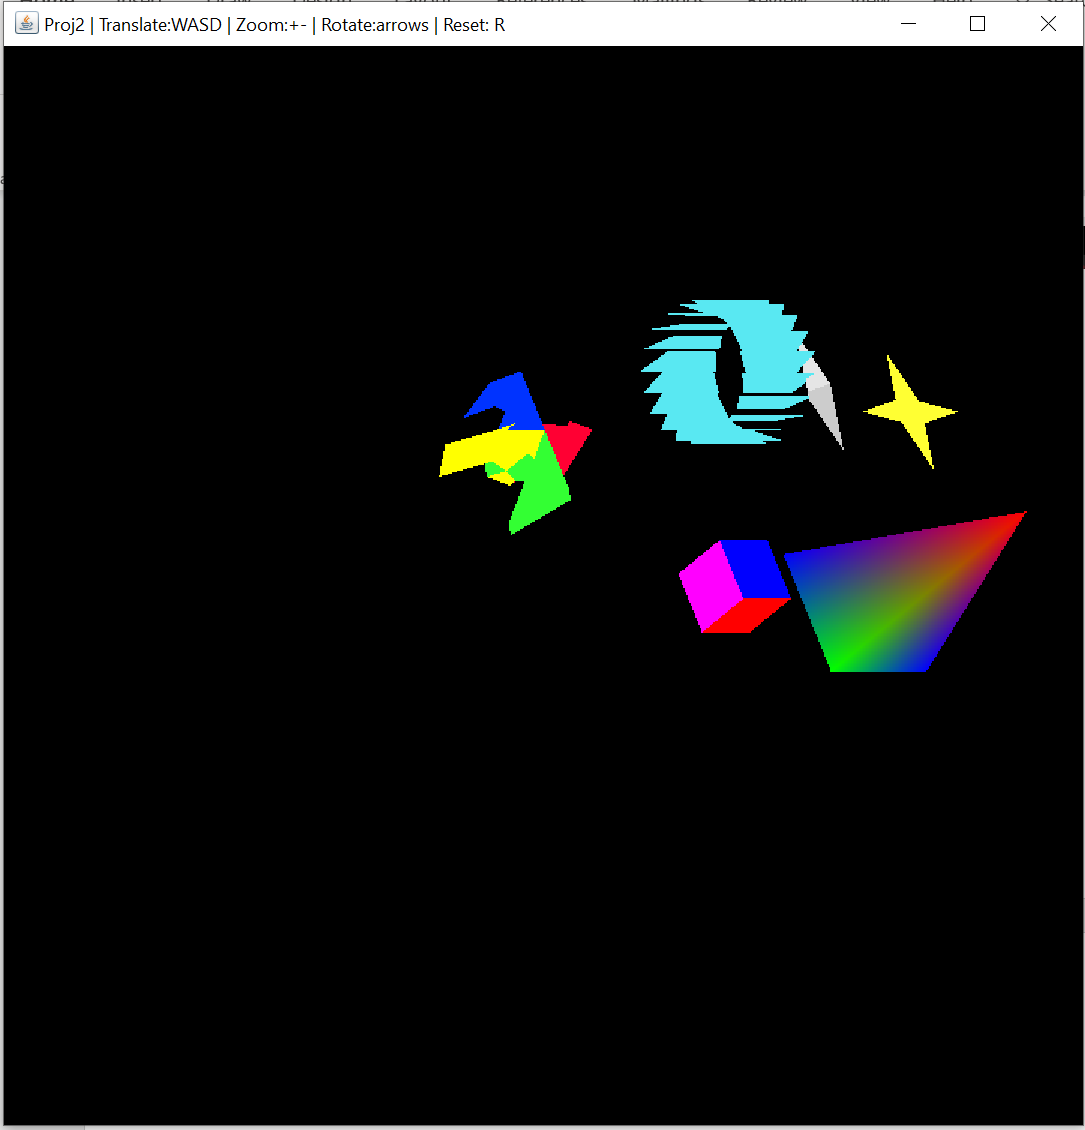 Proj2 | Translate:WASD | Zoom:+- | Rotate:arrows | Reset: R